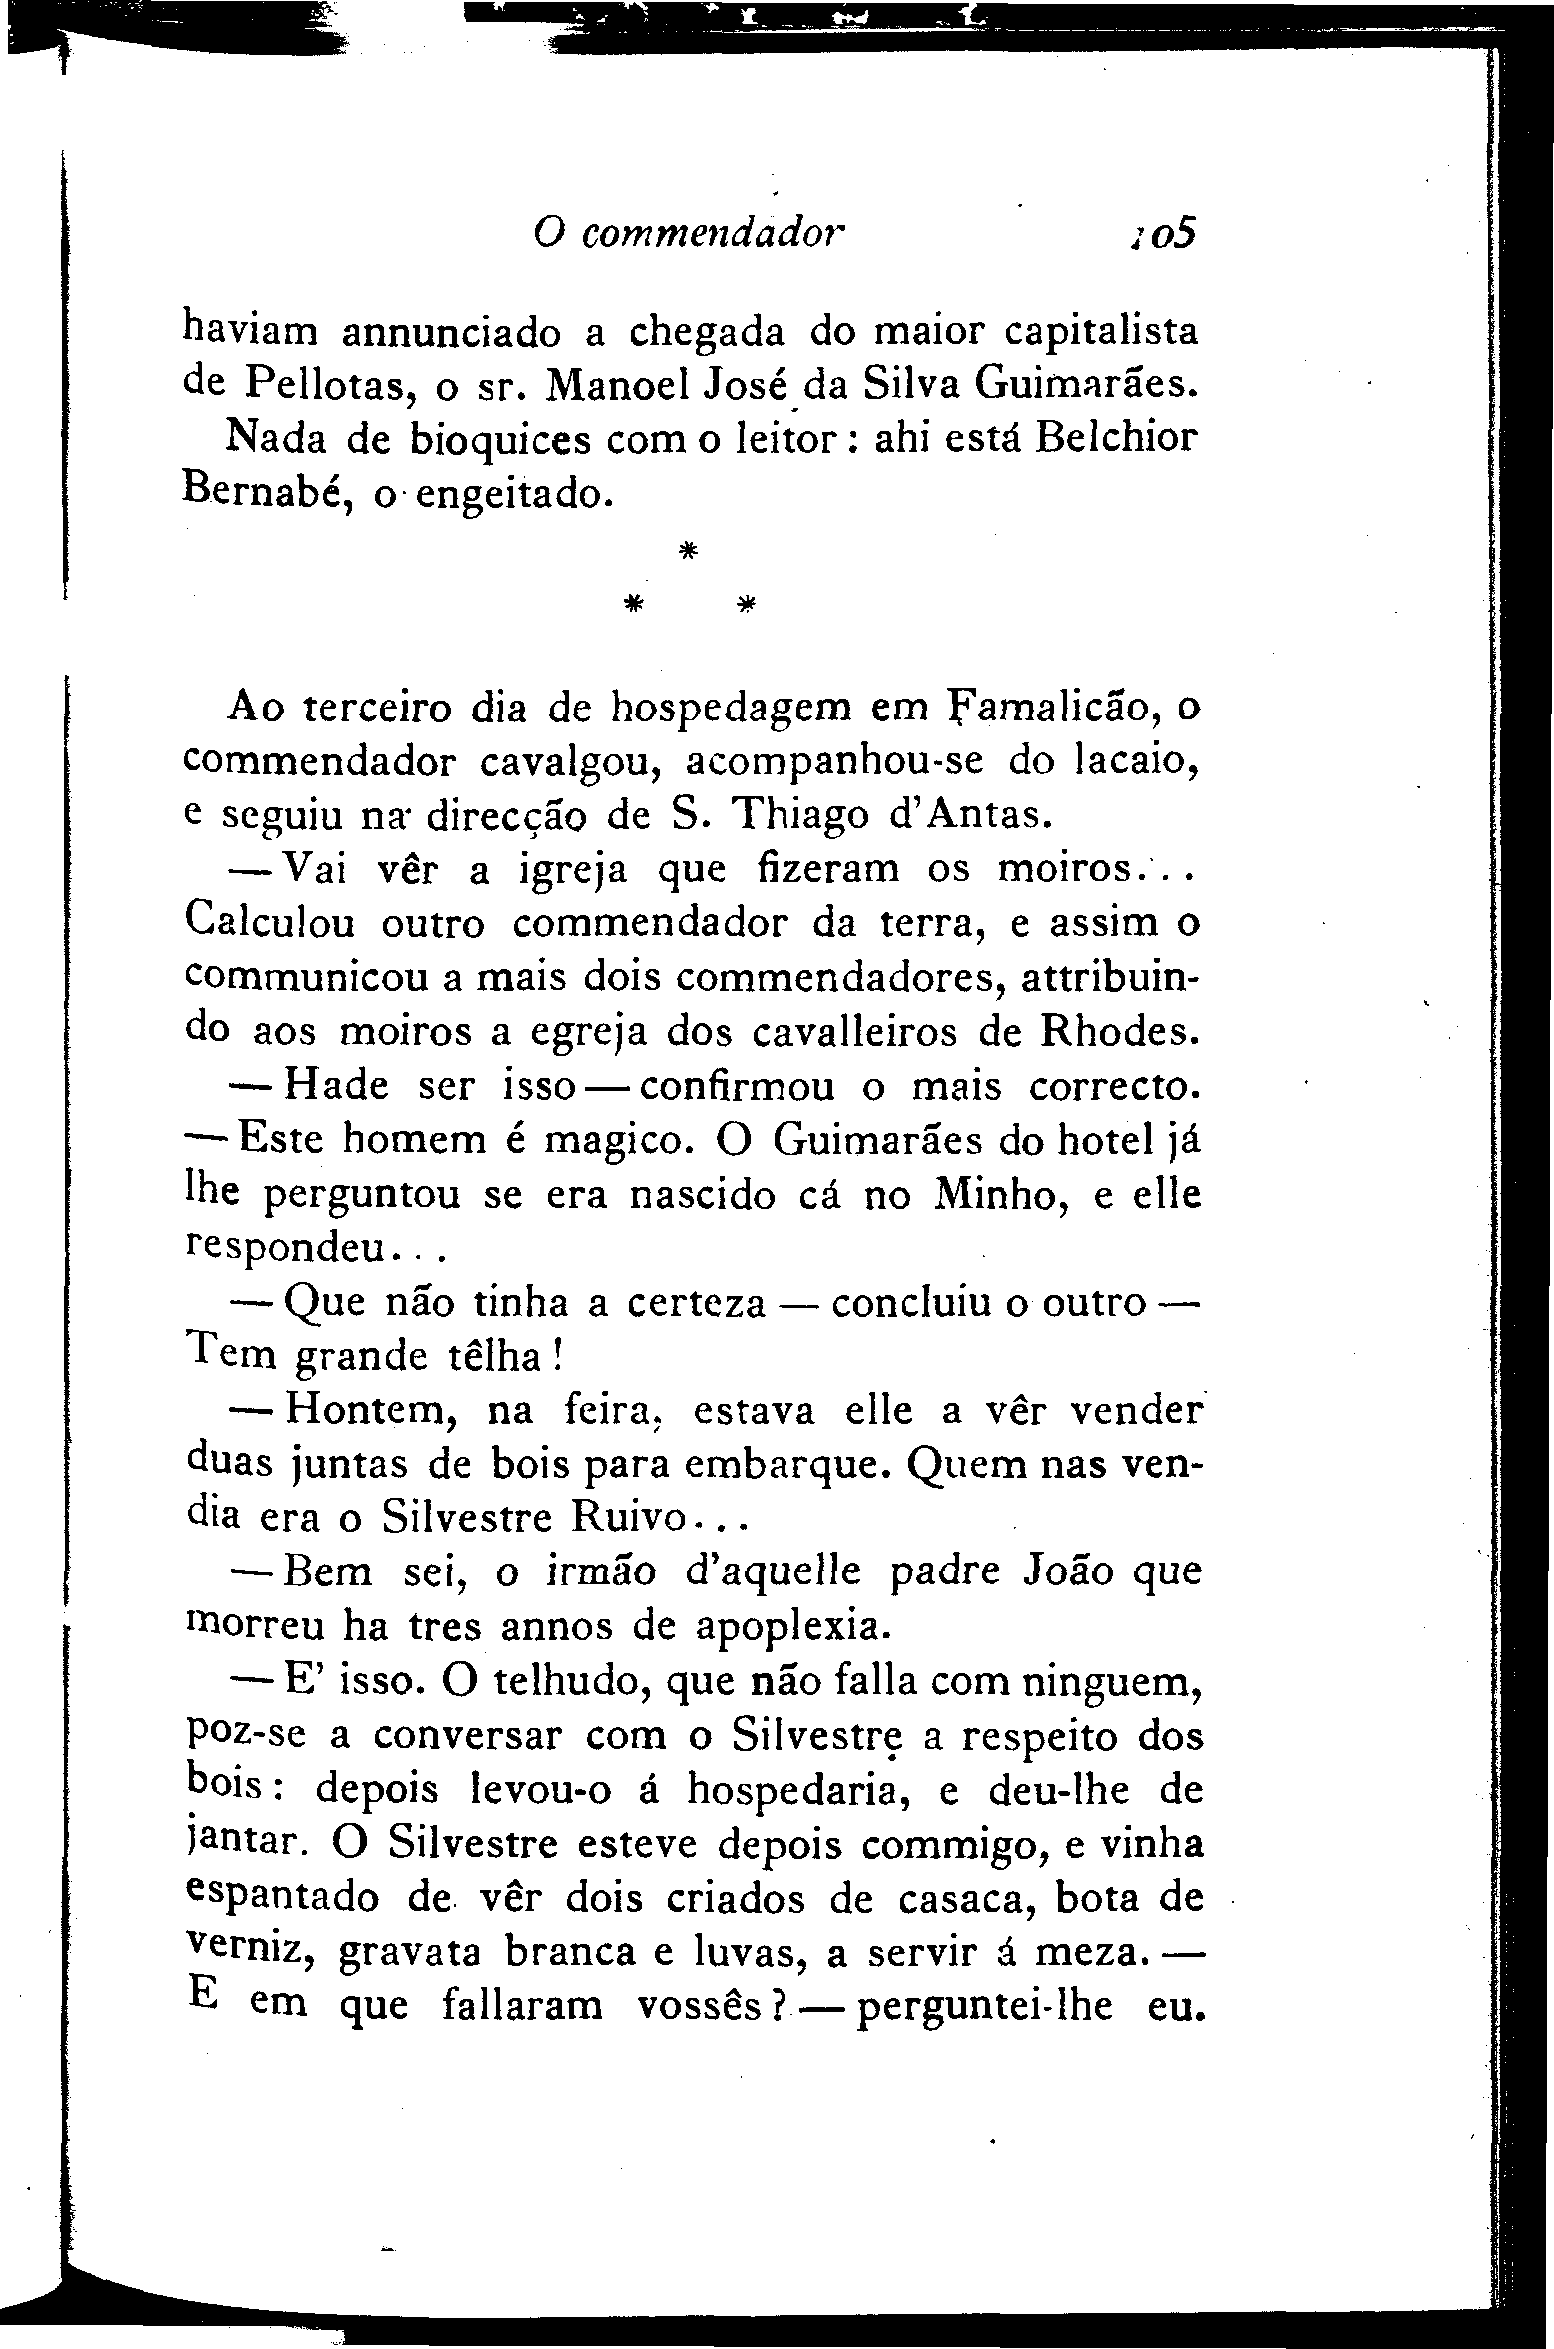 O commendador 105
haviam annunciado a chegada do maior capitalista
de Pellotas, o sr. Manoel José da Silva Guimarães.
Nada de bioquices com o leitor: ahi está Belchior
Bernabé, o engeitado.
*
* *
Ao terceiro dia de hospedagem em Famalicão, o
commendador cavalgou, acompanhou-se do lacaio,
e seguiu na direcção de S. Thiago d'Antas.
— Vai vêr a igreja que fizeram os moiros...
Calculou outro commendador da terra, e assim o
communicou a mais dois commendadores, attribuin-
do aos moiros a egreja dos cavalleiros de Rhodes.
— Hade ser isso — confirmou o mais correcto.
— Este homem é magico. O Guimarães do hotel já
lhe perguntou se era nascido cá no Minho, e elle
respondeu...
— Que não tinha a certeza — concluiu o outro —
Tem grande têlha!
— Hontem, na feira, estava elle a vêr vender
duas juntas de bois para embarque. Quem nas ven-
dia era o Silvestre Ruivo...
— Bem sei, o irmão d'aquelle padre João que
morreu ha tres annos de apoplexia.
— E' isso. O telhudo, que não falla com ninguem,
poz-se a conversar com o Silvestre a respeito dos
bois: depois levou-o á hospedaria, e deu-lhe de
jantar. O Silvestre esteve depois commigo, e vinha
espantado de vêr dois criados de casaca, bota de
verniz, gravata branca e luvas, a servir á meza. —
E em que fallaram vossês? — perguntei-lhe eu.